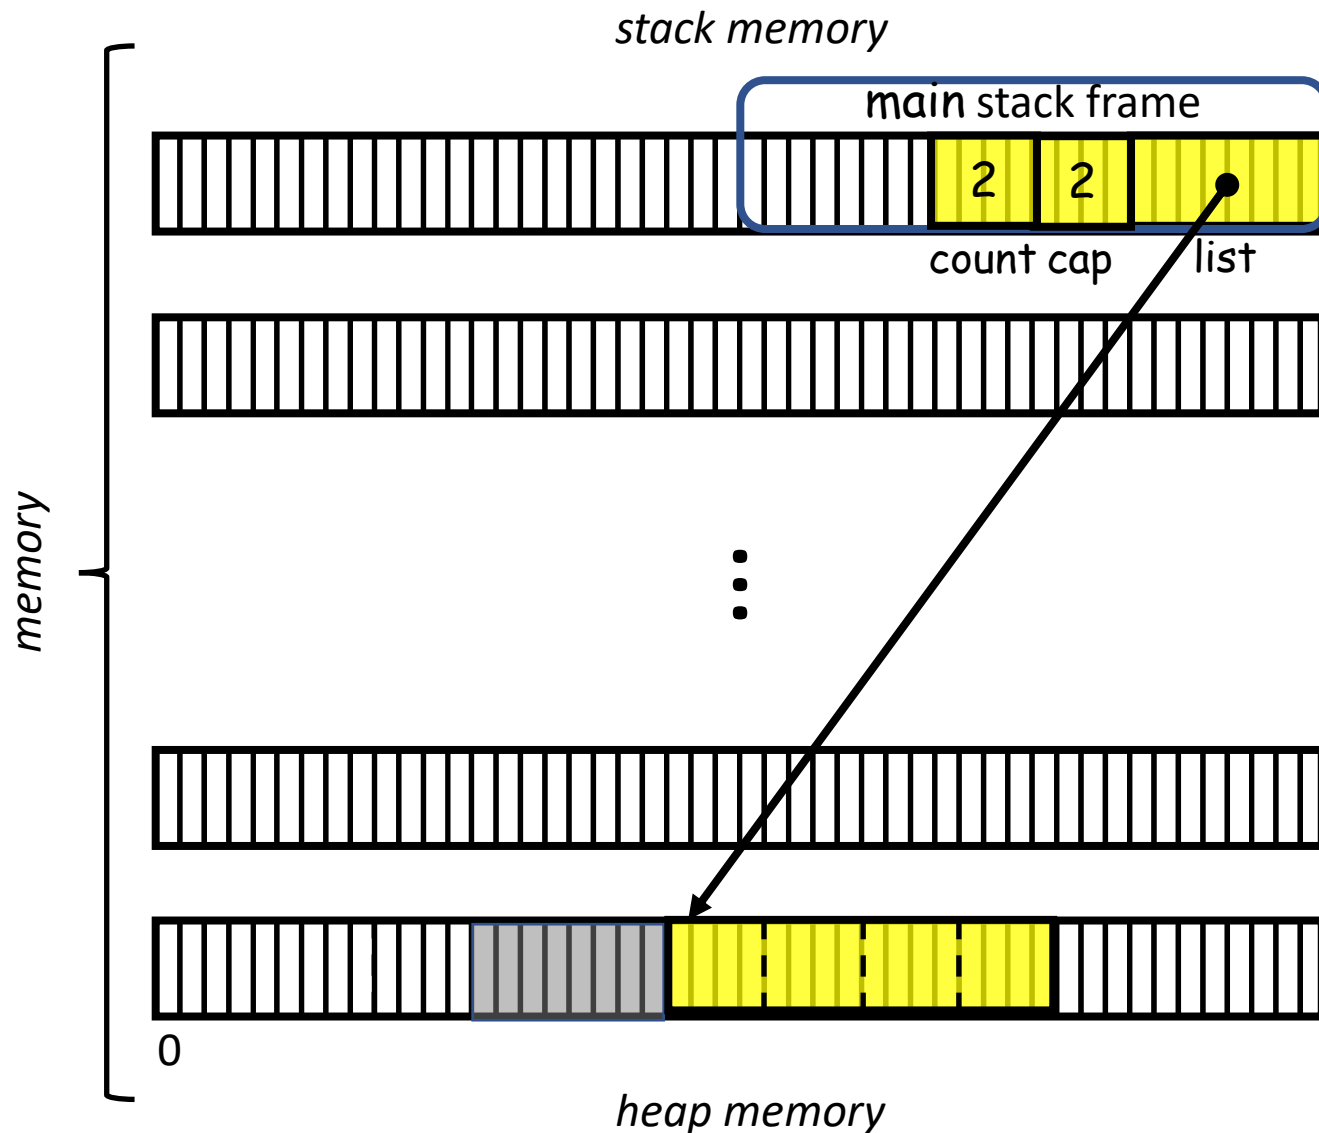 stack memory
main stack frame
2 2
count cap list
memory
0
heap memory